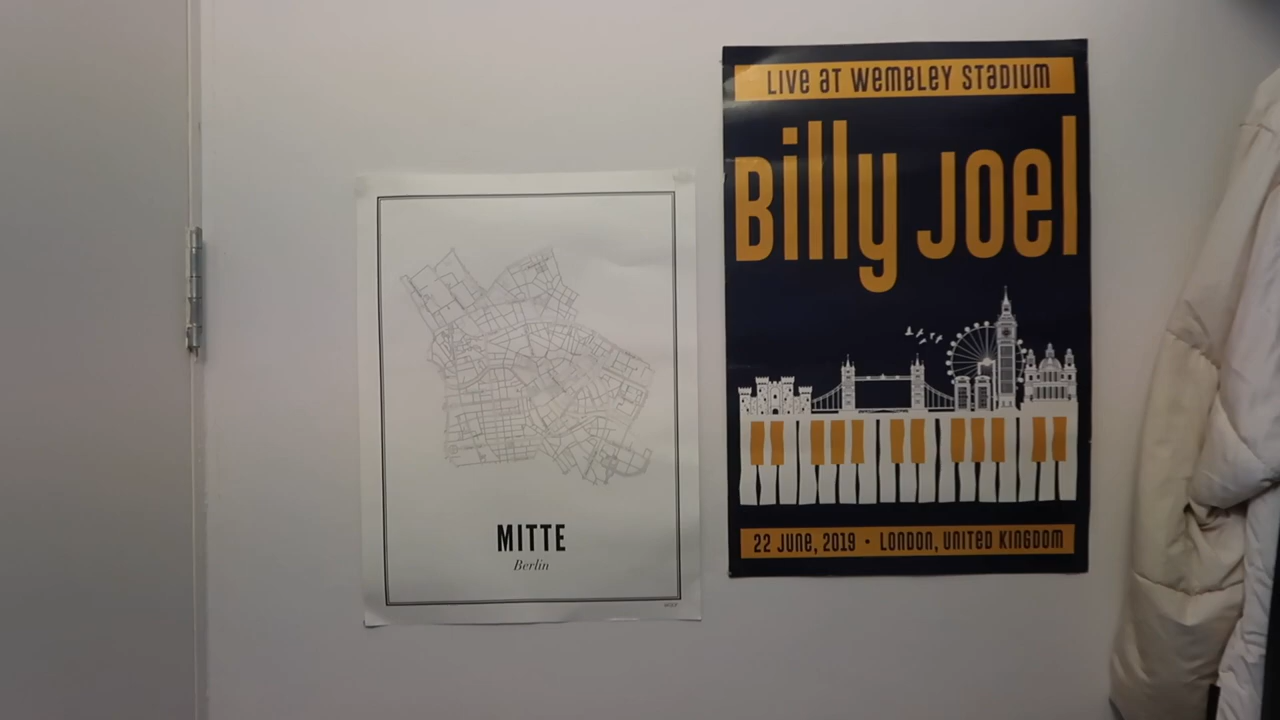 LIVE AT WEMBLEY STADIUM
Billy Joel
22 JUNE, 2019 • LONDON, UNITED KINGDOM
MITTE
Berlin